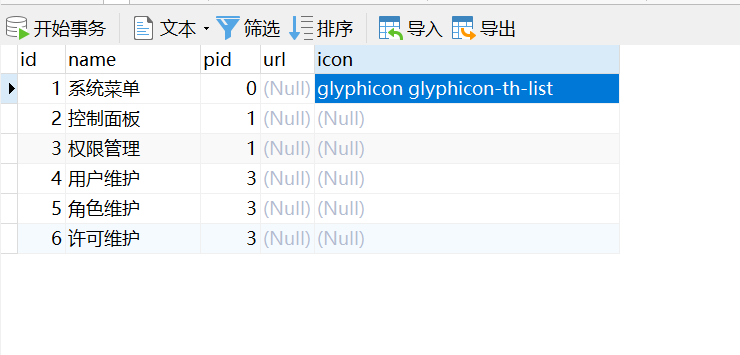 开始事务 文本 筛选 排序 导入 导出
id name pid url icon
1 系统菜单 0 (Null) glyphicon glyphicon-th-list
2 控制面板 1 (Null) (Null)
3 权限管理 1 (Null) (Null)
4 用户维护 3 (Null) (Null)
5 角色维护 3 (Null) (Null)
6 许可维护 3 (Null) (Null)